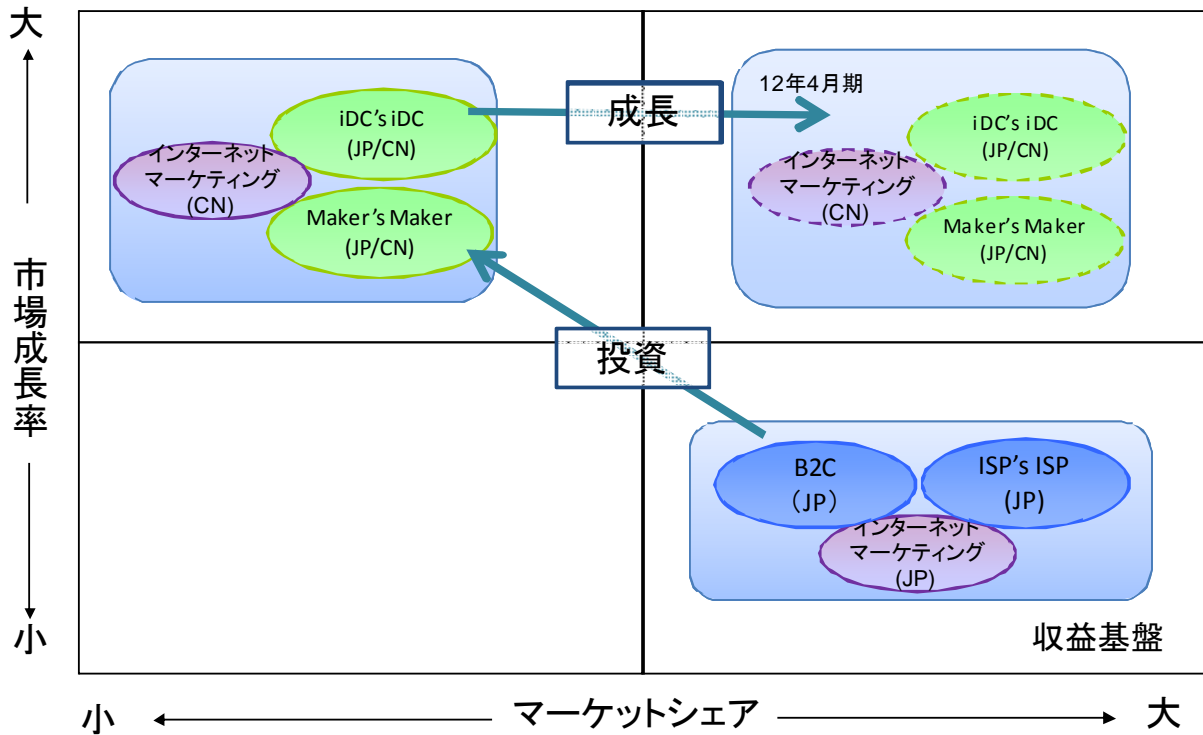 大
市場成長率
小
iDC's iDC
(JP/CN)
インターネット
マーケティング
(CN)
Maker's Maker
(JP/CN)
成長
12年4月期
iDC's iDC
(JP/CN)
インターネット
マーケティング
(CN)
Maker's Maker
(JP/CN)
投資
B2C
（JP）
ISP's ISP
(JP)
インターネット
マーケティング
(JP)
収益基盤
小
マーケットシェア
大